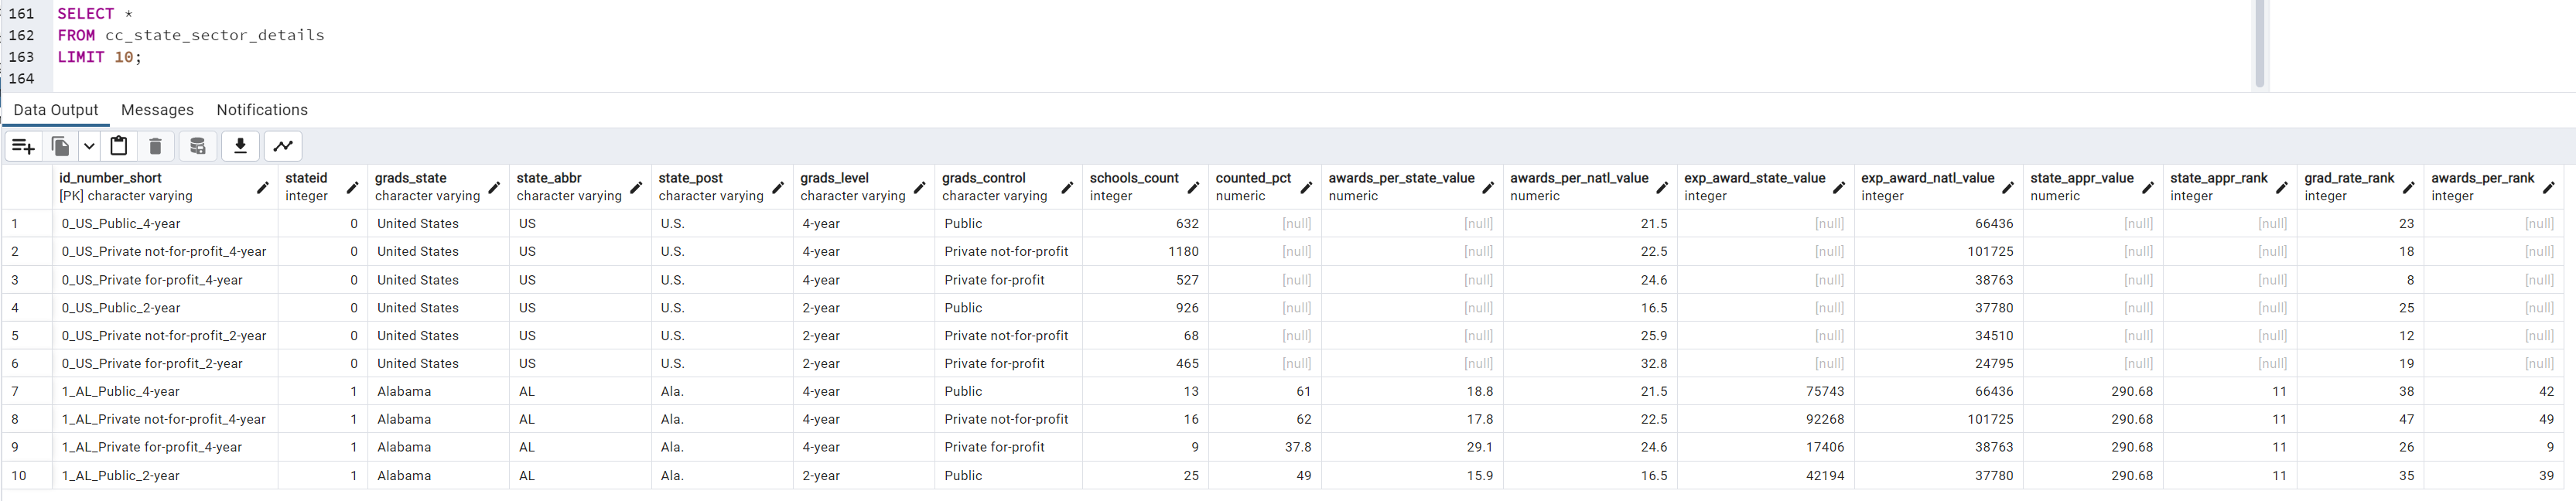 161 SELECT *
162 FROM cc_state_sector_details
163 LIMIT 10;
164
Data Output Messages Notifications
id_number_short stateid grads_state state_abbr state_post grads_level grads_control schools_count counted_pct awards_per_state_value awards_per_natl_value exp_award_state_value exp_award_natl_value state_appr_value state_appr_rank grad_rate_rank awards_per_rank
[PK] character varying integer character varying character varying character varying character varying character varying integer numeric numeric numeric integer integer numeric integer integer integer
1 0_US_Public_4-year 0 United States US U.S. 4-year Public 632 [null] [null] 21.5 [null] 66436 [null] [null] 23 [null]
2 0_US_Private not-for-profit_4-year 0 United States US U.S. 4-year Private not-for-profit 1180 [null] [null] 22.5 [null] 101725 [null] [null] 18 [null]
3 0_US_Private for-profit_4-year 0 United States US U.S. 4-year Private for-profit 527 [null] [null] 24.6 [null] 38763 [null] [null] 8 [null]
4 0_US_Public_2-year 0 United States US U.S. 2-year Public 926 [null] [null] 16.5 [null] 37780 [null] [null] 25 [null]
5 0_US_Private not-for-profit_2-year 0 United States US U.S. 2-year Private not-for-profit 68 [null] [null] 25.9 [null] 34510 [null] [null] 12 [null]
6 0_US_Private for-profit_2-year 0 United States US U.S. 2-year Private for-profit 465 [null] [null] 32.8 [null] 24795 [null] [null] 19 [null]
7 1_AL_Public_4-year 1 Alabama AL Ala. 4-year Public 13 61 18.8 21.5 75743 66436 290.68 11 38 42
8 1_AL_Private not-for-profit_4-year 1 Alabama AL Ala. 4-year Private not-for-profit 16 62 17.8 22.5 92268 101725 290.68 11 47 49
9 1_AL_Private for-profit_4-year 1 Alabama AL Ala. 4-year Private for-profit 9 37.8 29.1 24.6 17406 38763 290.68 11 26 9
10 1_AL_Public_2-year 1 Alabama AL Ala. 2-year Public 25 49 15.9 16.5 42194 37780 290.68 11 35 39